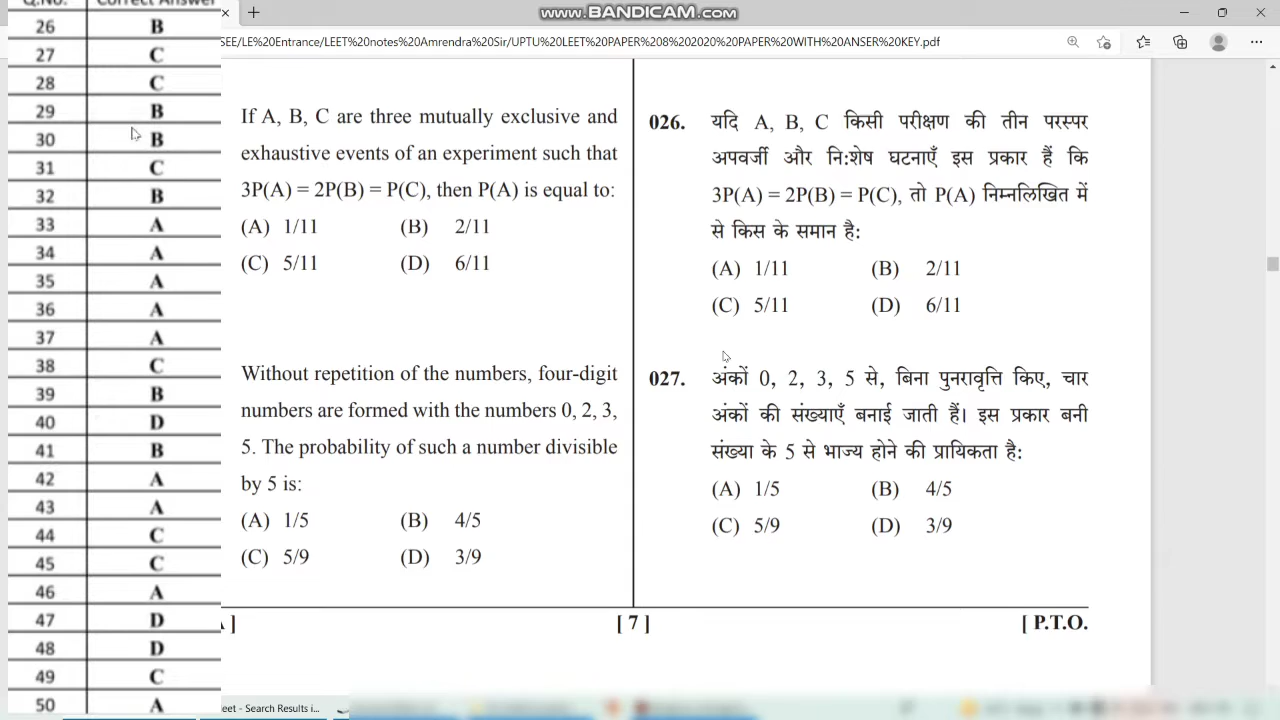 www.BANDICAM.com
SEE/LE%20Entrance/LEET%20notes%20Amrendra%20Sir/UPTU%20LEET%20PAPER%208%202020%20PAPER%20WITH%20ANSER%20KEY.pdf
Q.No. Correct Answer
26 B
27 C
28 C
29 B
30 B
31 C
32 B
33 A
34 A
35 A
36 A
37 A
38 C
39 B
40 D
41 B
42 A
43 A
44 C
45 C
46 A
47 D
48 D
49 C
50 A
If A, B, C are three mutually exclusive and
exhaustive events of an experiment such that
3P(A) = 2P(B) = P(C), then P(A) is equal to:
(A) 1/11 (B) 2/11
(C) 5/11 (D) 6/11
Without repetition of the numbers, four-digit
numbers are formed with the numbers 0, 2, 3,
5. The probability of such a number divisible
by 5 is:
(A) 1/5 (B) 4/5
(C) 5/9 (D) 3/9
026. यदि A, B, C किसी परीक्षण की तीन परस्पर
अपवर्जी और नि:शेष घटनाएँ इस प्रकार हैं कि
3P(A) = 2P(B) = P(C), तो P(A) निम्नलिखित में
से किस के समान है:
(A) 1/11 (B) 2/11
(C) 5/11 (D) 6/11
027. अंकों 0, 2, 3, 5 से, बिना पुनरावृत्ति किए, चार
अंकों की संख्याएँ बनाई जाती हैं। इस प्रकार बनी
संख्या के 5 से भाज्य होने की प्रायिकता है:
(A) 1/5 (B) 4/5
(C) 5/9 (D) 3/9
] [ 7 ] [ P.T.O.
eet - Search Results i...